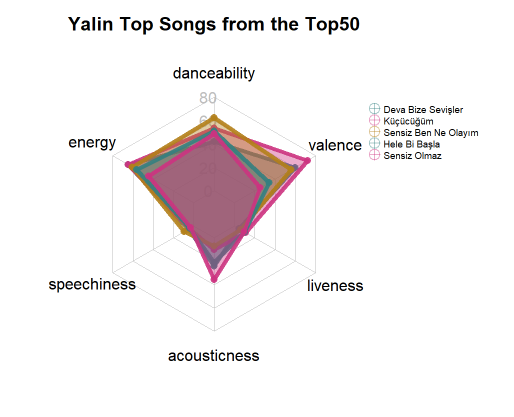 Yalin Top Songs from the Top50
danceability
80
energy
valence
Deva Bize Sevişler
Küçücüğüm
Sensiz Ben Ne Olayım
Hele Bi Başla
Sensiz Olmaz
speechiness
liveness
acousticness